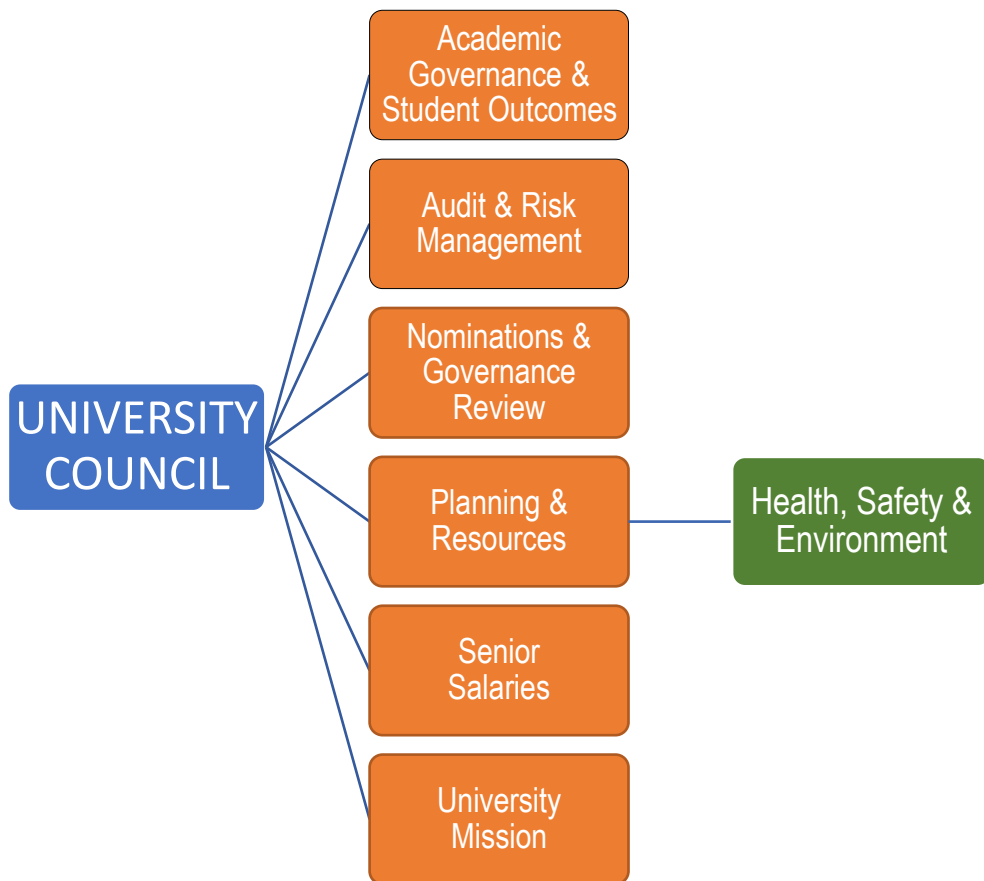 Academic
Governance &
Student Outcomes
Audit & Risk
Management
Nominations &
Governance
Review
UNIVERSITY
COUNCIL
Planning &
Resources
Health, Safety &
Environment
Senior
Salaries
University
Mission